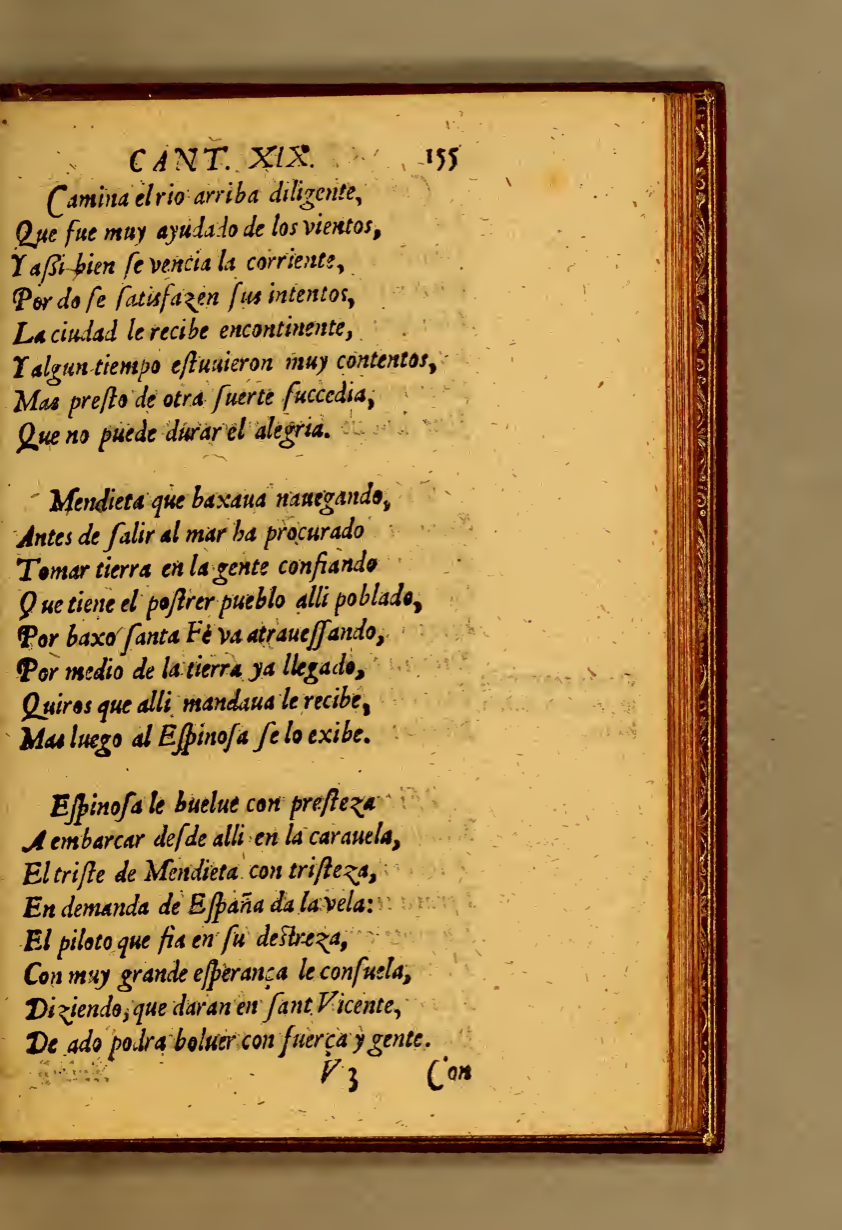 CANT. XIX. 155
Camina el rio arriba diligente,
Que fue muy ayudado de los vientos,
Y aſsi bien ſe vencia la corriente,
Por do ſe ſatisfazen ſus intentos,
La ciudad le recibe encontinente,
Y algun tiempo eſtuuieron muy contentos,
Mas preſto de otra ſuerte ſuccedia,
Que no puede durar el alegria.
Mendieta que baxaua nauegando,
Antes de ſalir al mar ha procurado
Tomar tierra en la gente confiando
Que tiene el poſtrer pueblo alli poblado,
Por baxo ſanta Fè va atraueſſando,
Por medio de la tierra ya llegado,
Quiros que alli mandaua le recibe,
Mas luego al Eſpinoſa ſe lo exibe.
Eſpinoſa le buelue con preſteza
A embarcar deſde alli en la carauela,
El triſte de Mendieta con triſteza,
En demanda de Eſpaña da la vela:
El piloto que fia en ſu deſtreza,
Con muy grande eſperança le conſuela,
Diziendo, que daran en ſant Vicente,
De ado podra boluer con fuerça y gente.
V 3 Con